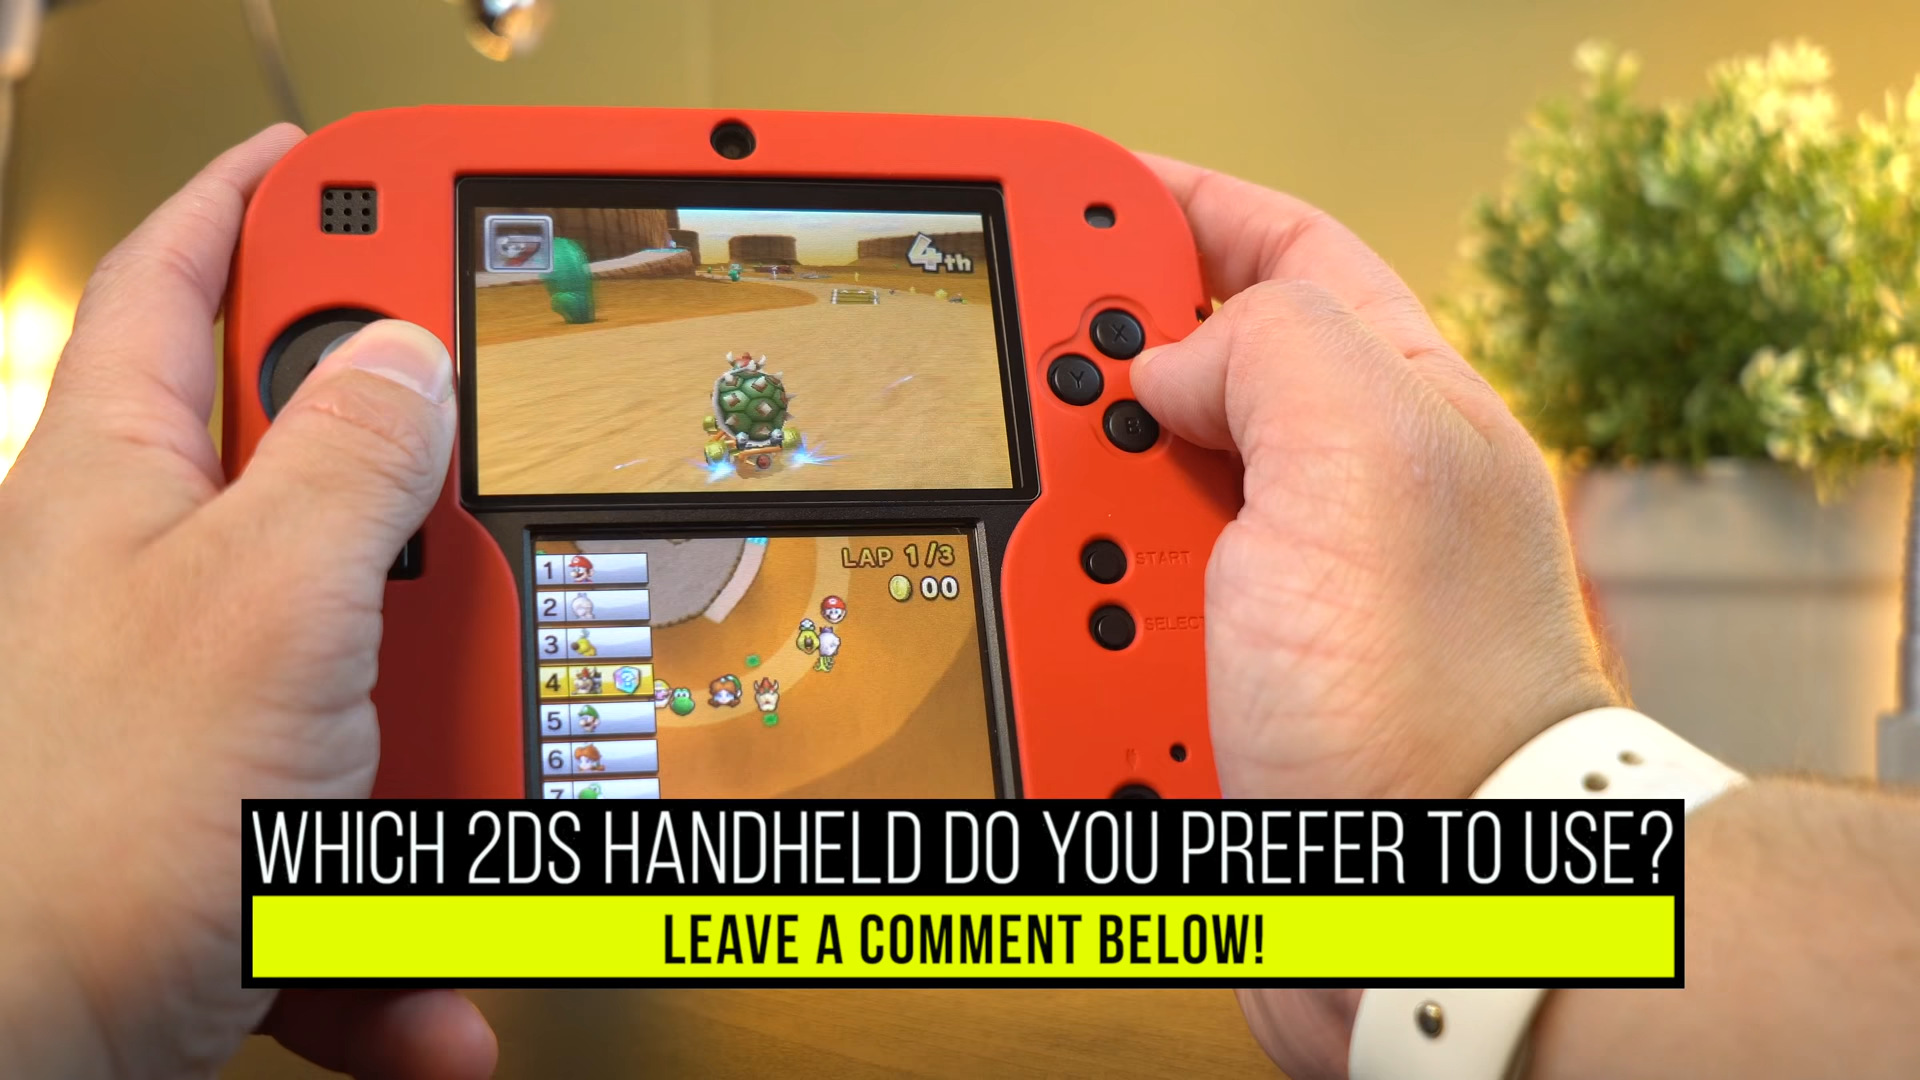 4th
X
Y
B
START
SELECT
LAP 1/3
00
1
2
3
4
5
6
7
WHICH 2DS HANDHELD DO YOU PREFER TO USE?
LEAVE A COMMENT BELOW!